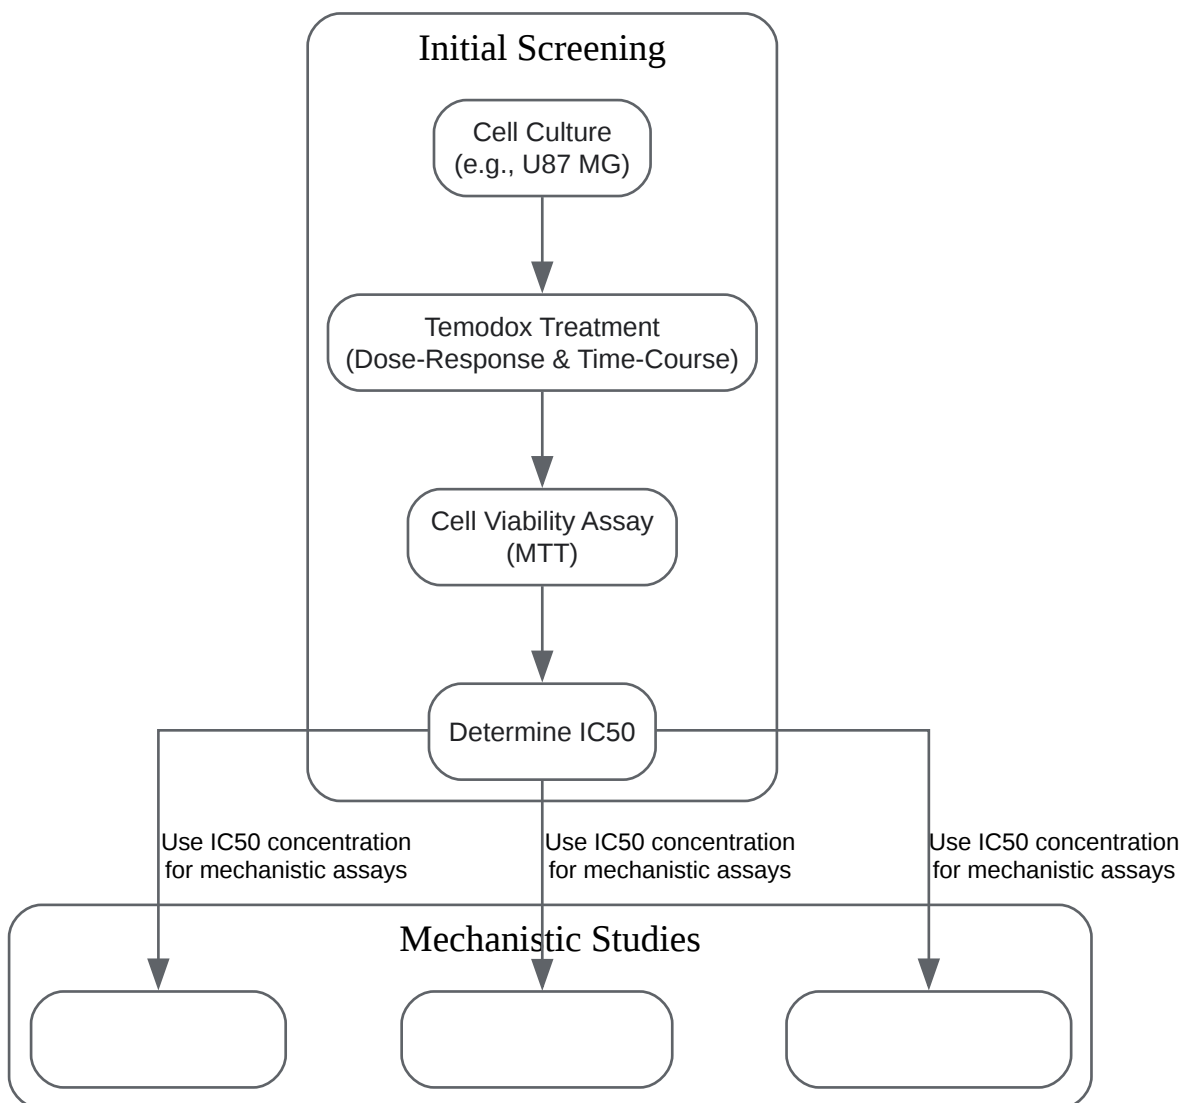 Initial Screening
Cell Culture
(e.g., U87 MG)
Temodox Treatment
(Dose-Response & Time-Course)
Cell Viability Assay
(MTT)
Determine IC50
Use IC50 concentration
for mechanistic assays
Use IC50 concentration
for mechanistic assays
Use IC50 concentration
for mechanistic assays
Mechanistic Studies